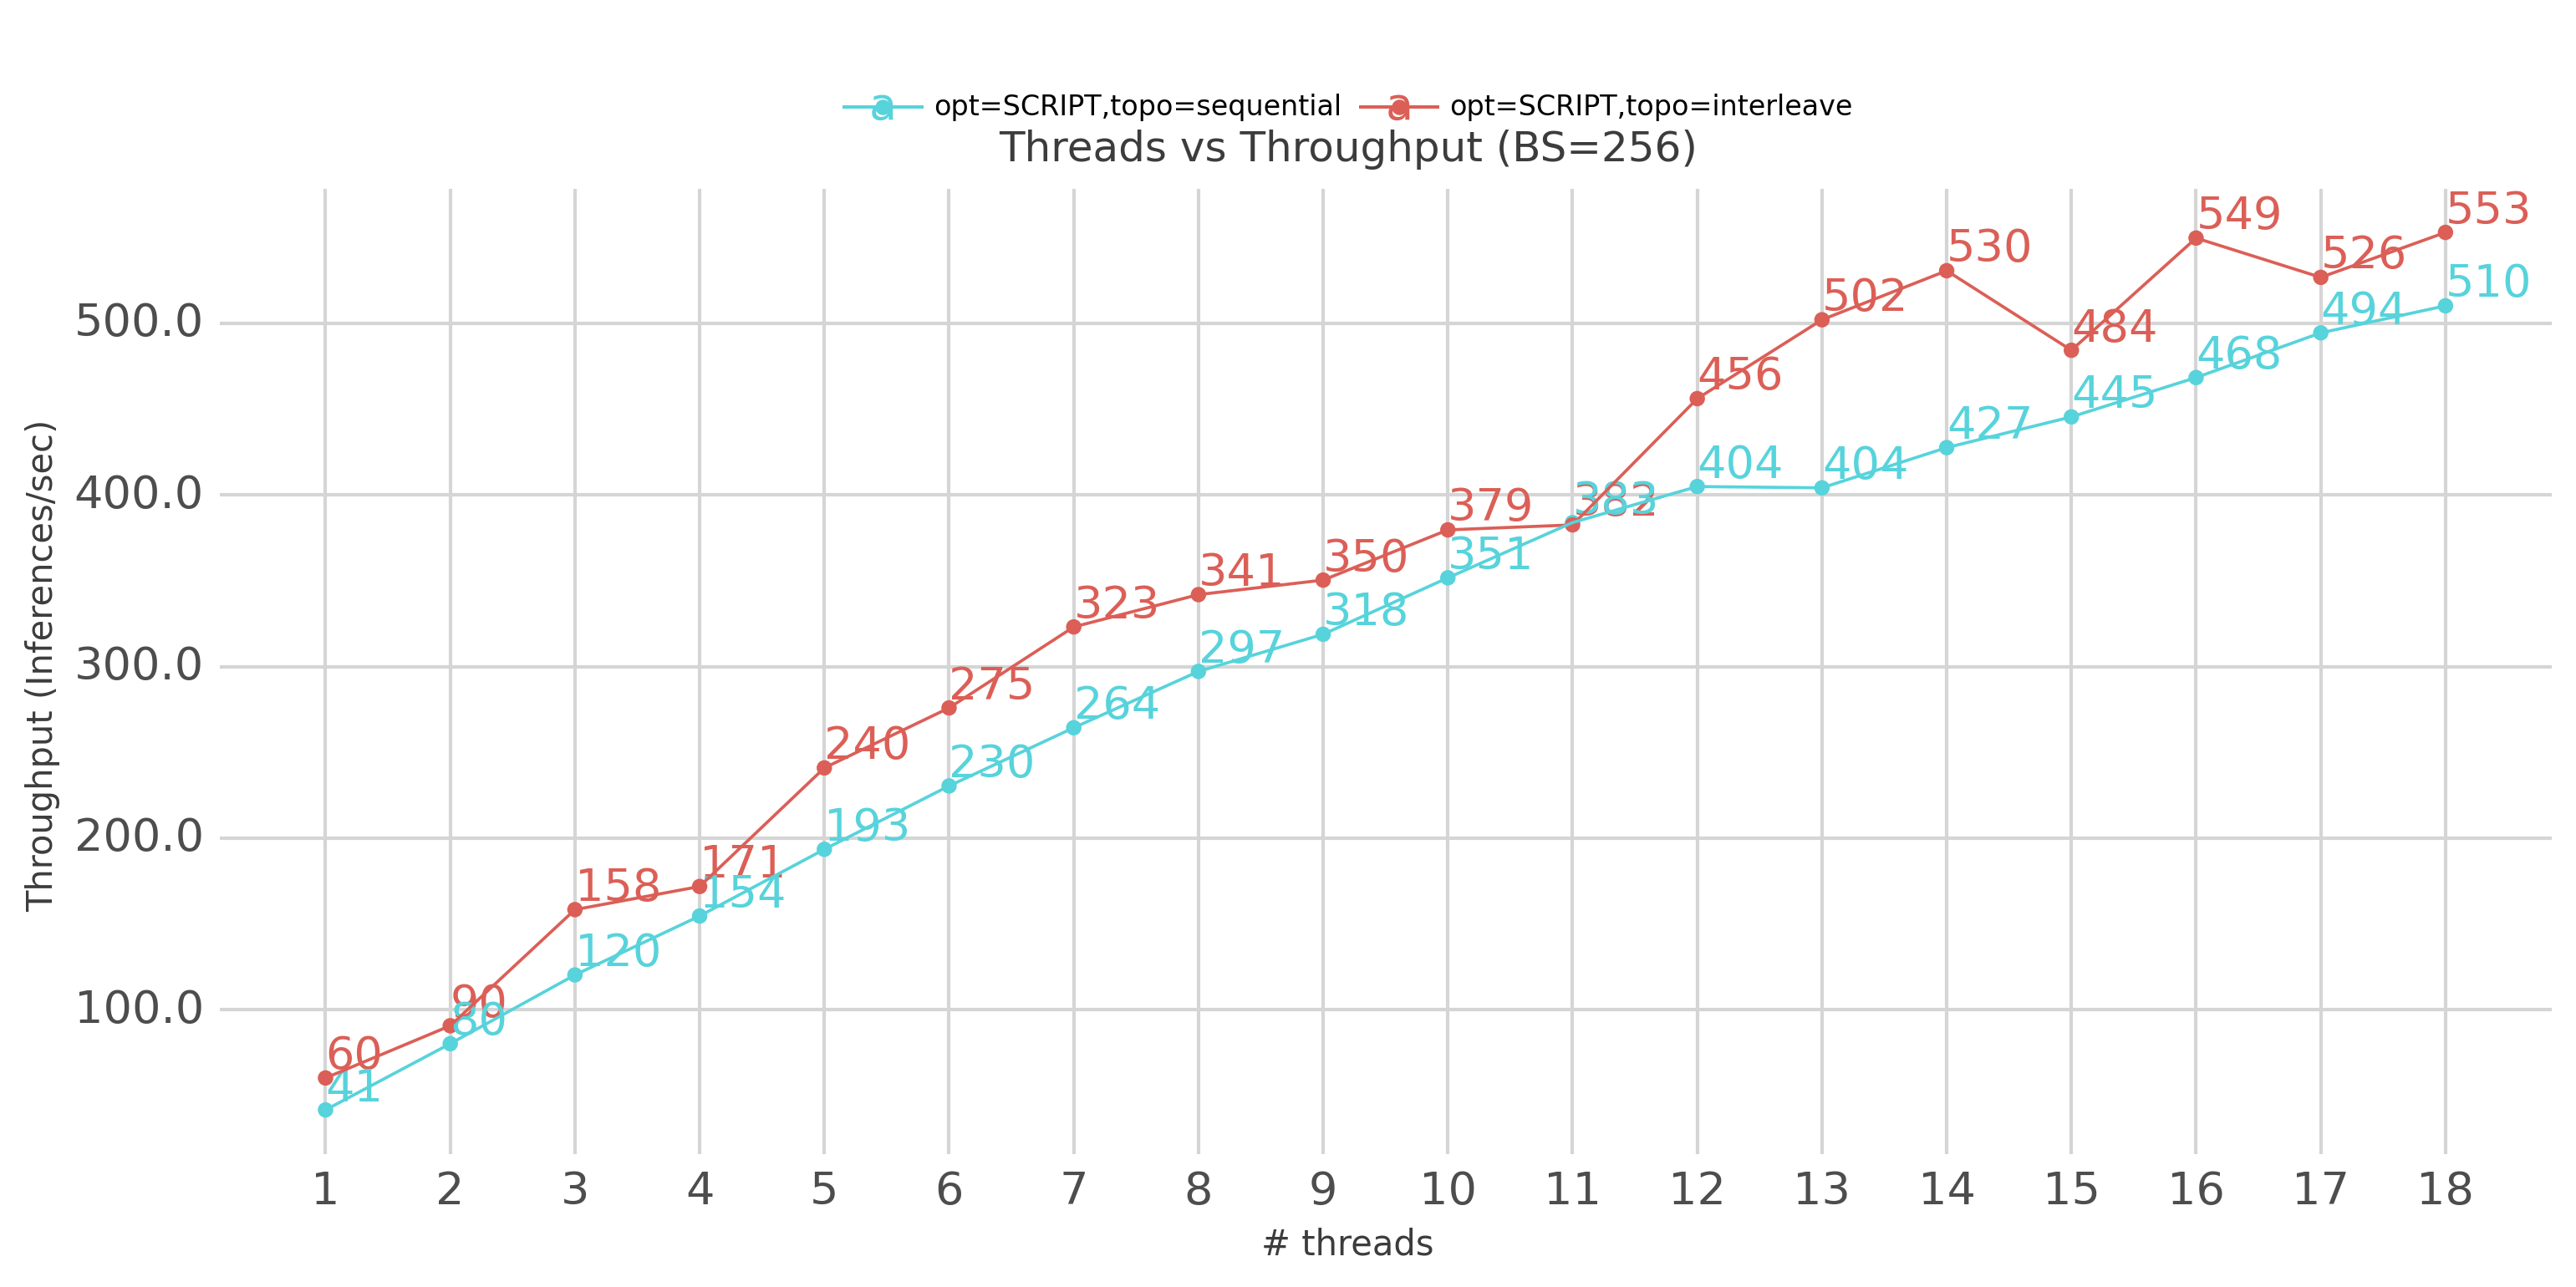 a opt=SCRIPT,topo=sequential a opt=SCRIPT,topo=interleave
Threads vs Throughput (BS=256)
Throughput (Inferences/sec)
500.0
400.0
300.0
200.0
100.0
60 90 158 171 240 275 323 341 350 379 382 456 502 530 484 549 526 553
41 80 120 154 193 230 264 297 318 351 383 404 404 427 445 468 494 510
1 2 3 4 5 6 7 8 9 10 11 12 13 14 15 16 17 18
# threads